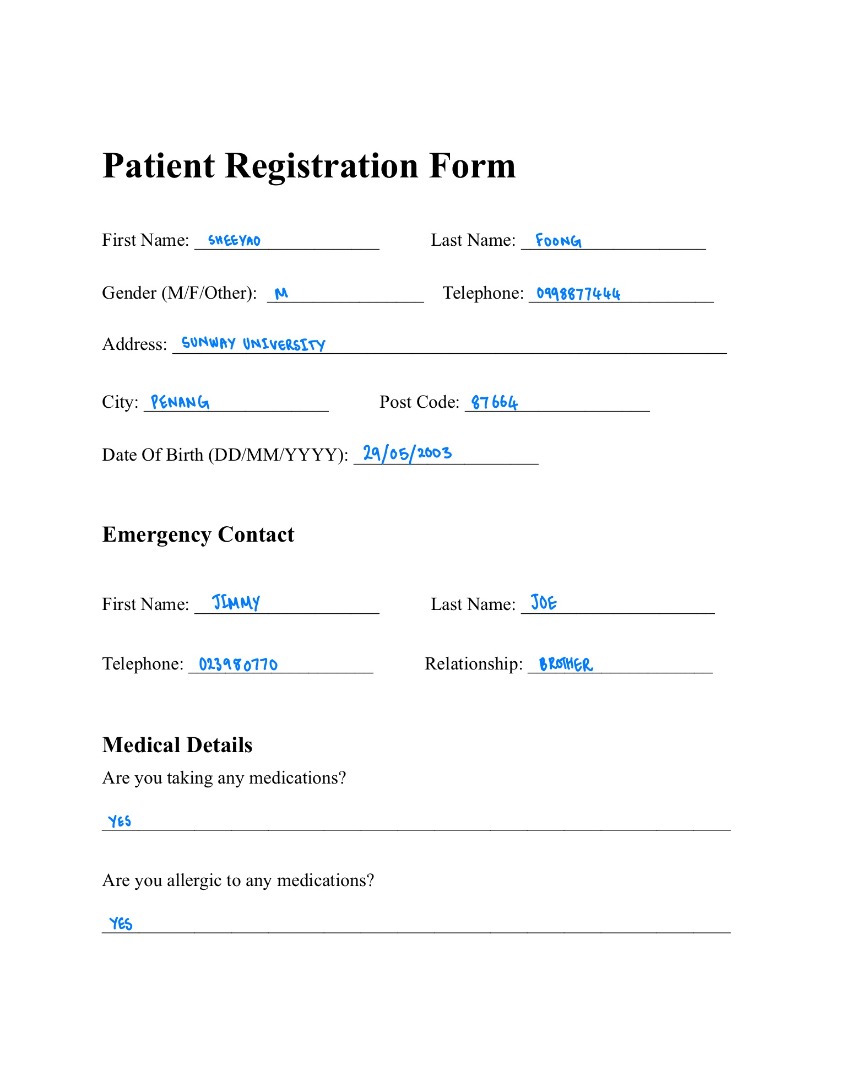 Patient Registration Form
First Name: SHEEYAO Last Name: FOONG
Gender (M/F/Other): M Telephone: 0998877444
Address: SUNWAY UNIVERSITY
City: PENANG Post Code: 87664
Date Of Birth (DD/MM/YYYY): 29/05/2003
Emergency Contact
First Name: JIMMY Last Name: JOE
Telephone: 023980770 Relationship: BROTHER
Medical Details
Are you taking any medications?
YES
Are you allergic to any medications?
YES